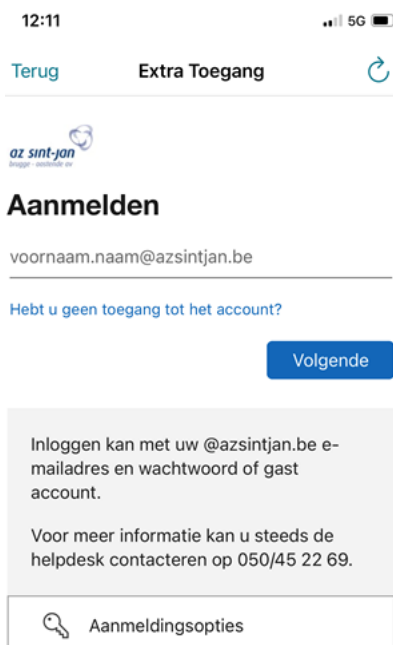 12:11
5G
Terug
Extra Toegang
az sint-jan
brugge - oostende av
Aanmelden
voornaam.naam@azsintjan.be
Hebt u geen toegang tot het account?
Volgende
Inloggen kan met uw @azsintjan.be e-
mailadres en wachtwoord of gast
account.
Voor meer informatie kan u steeds de
helpdesk contacteren op 050/45 22 69.
Aanmeldingsopties